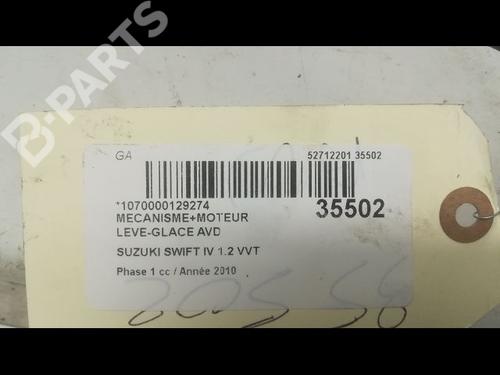 B-PARTS
GA
52712201 35502
*1070000129274
MECANISME+MOTEUR
LEVE-GLACE AVD
35502
SUZUKI SWIFT IV 1.2 VVT
Phase 1 cc / Année 2010